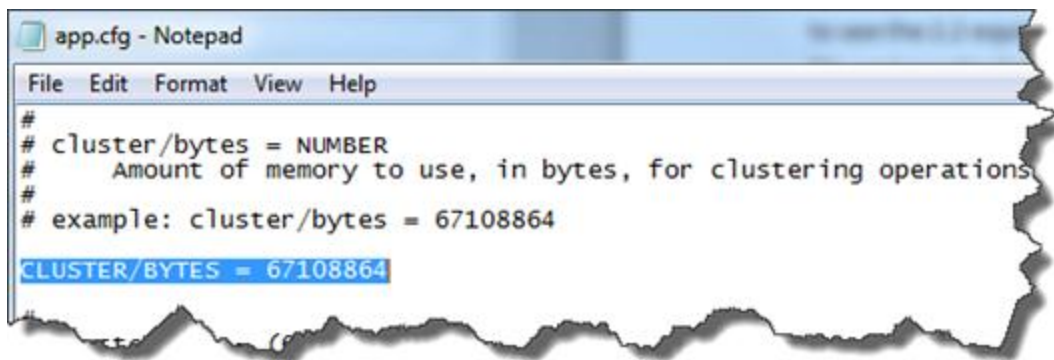 app.cfg - Notepad
File Edit Format View Help
#
# cluster/bytes = NUMBER
# Amount of memory to use, in bytes, for clustering operations
#
# example: cluster/bytes = 67108864
CLUSTER/BYTES = 67108864
#